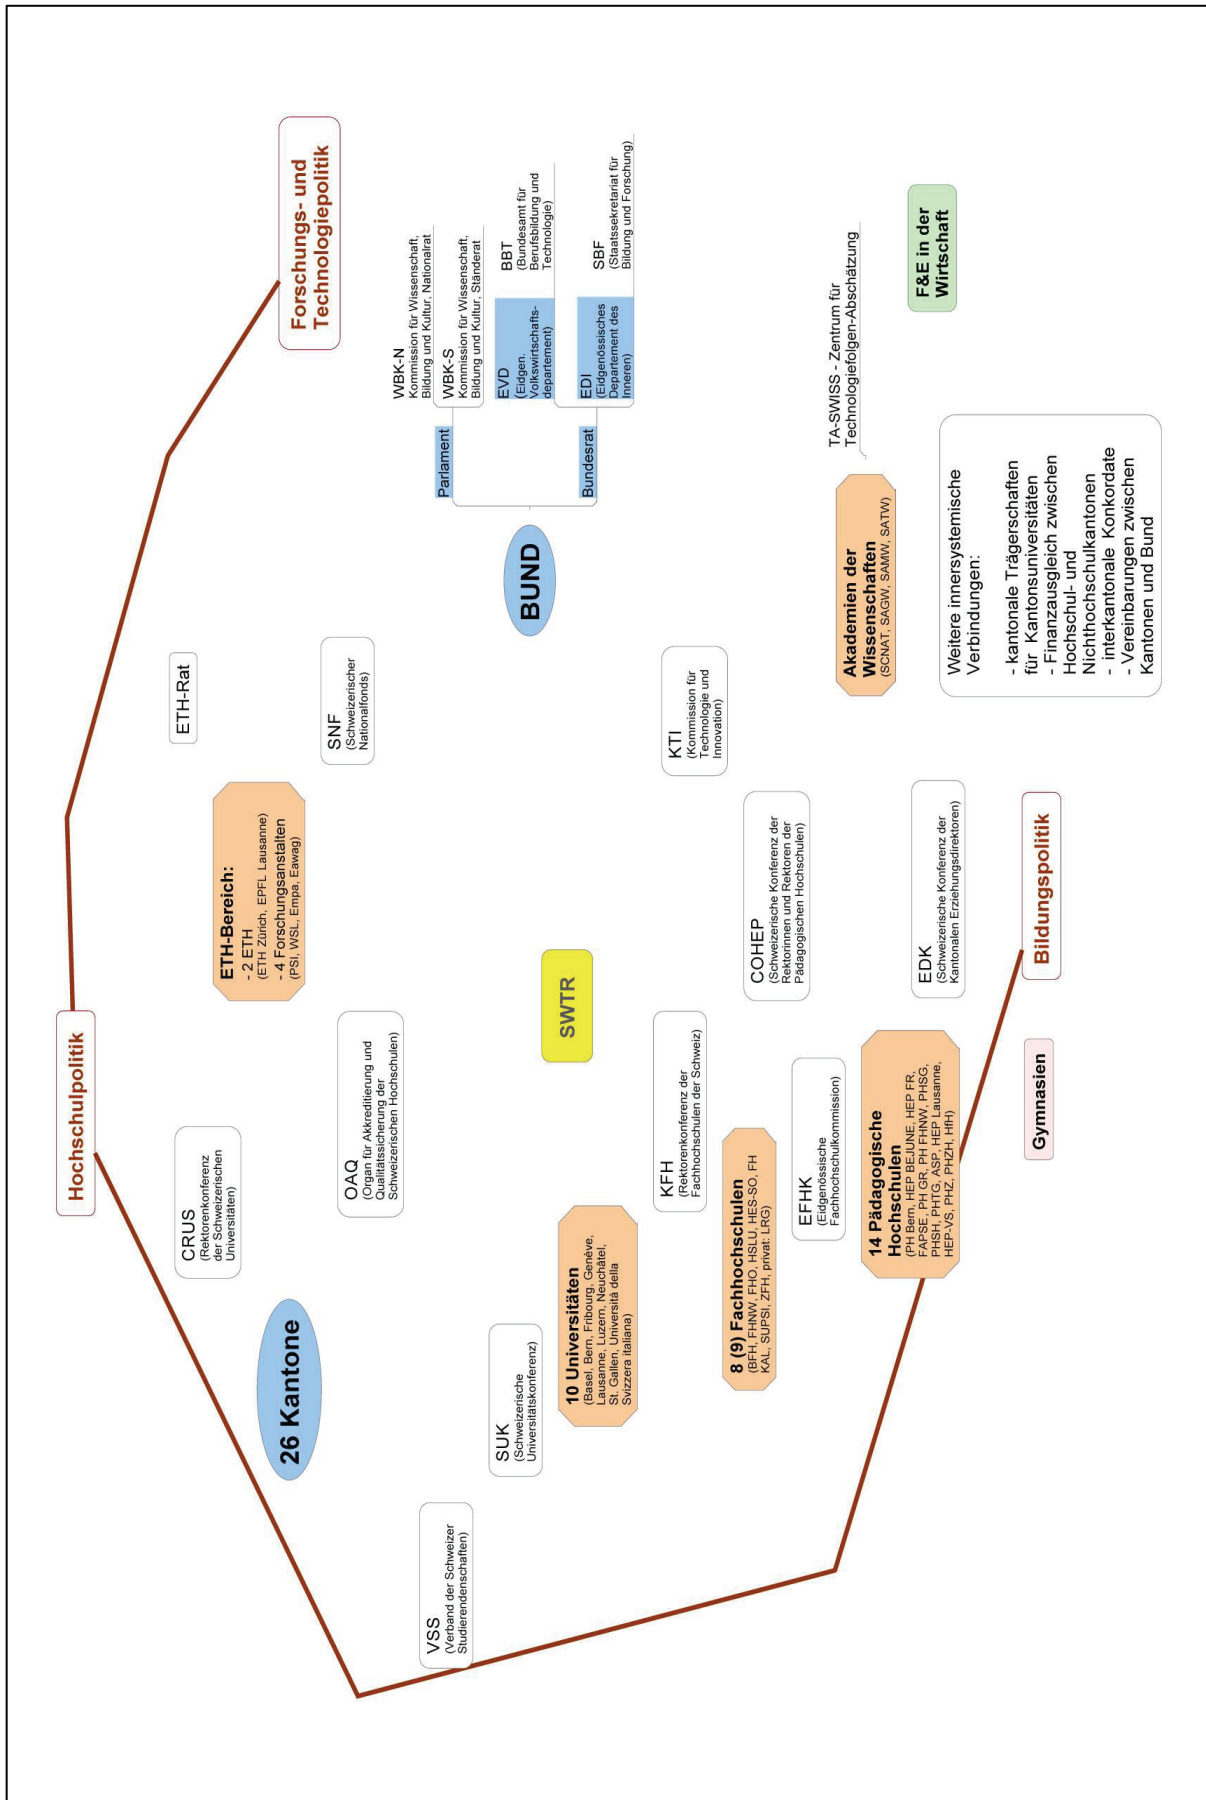 Hochschulpolitik
Forschungs- und
Technologiepolitik
ETH-Rat
CRUS
(Rektorenkonferenz
der Schweizerischen
Universitäten)
ETH-Bereich:
- 2 ETH
(ETH Zürich, EPFL Lausanne)
- 4 Forschungsanstalten
(PSI, WSL, Empa, Eawag)
26 Kantone
OAQ
(Organ für Akkreditierung und
Qualitätssicherung der
Schweizerischen Hochschulen)
SNF
(Schweizerischer
Nationalfonds)
WBK-N
Kommission für Wissenschaft,
Bildung und Kultur, Nationalrat
WBK-S
Kommission für Wissenschaft,
Bildung und Kultur, Ständerat
Parlament
VSS
(Verband der Schweizer
Studierendenschaften)
SUK
(Schweizerische
Universitätskonferenz)
SWTR
BUND
EVD
(Eidgen.
Volkswirtschafts-
departement)
BBT
(Bundesamt für
Berufsbildung und
Technologie)
Bundesrat
EDI
(Eidgenössisches
Departement des
Inneren)
SBF
(Staatssekretariat für
Bildung und Forschung)
10 Universitäten
(Basel, Bern, Fribourg, Genève,
Lausanne, Luzern, Neuchâtel,
St. Gallen, Università della
Svizzera italiana)
KFH
(Rektorenkonferenz der
Fachhochschulen der Schweiz)
KTI
(Kommission für
Technologie und
Innovation)
8 (9) Fachhochschulen
(BFH, FHNW, FHO, HSLU, HES-SO, FH
KAL, SUPSI, ZFH, privat: LRG)
COHEP
(Schweizerische Konferenz der
Rektorinnen und Rektoren der
Pädagogischen Hochschulen)
EFHK
(Eidgenössische
Fachhochschulkommission)
TA-SWISS - Zentrum für
Technologiefolgen-Abschätzung
Akademien der
Wissenschaften
(SCNAT, SAGW, SAMW, SATW)
14 Pädagogische
Hochschulen
(PH Bern, HEP BEJUNE, HEP FR,
FAPSE, PH GR, PH FHNW, PHSG,
PHSH, PHTG, ASP, HEP Lausanne,
HEP-VS, PHZ, PHZH, HfH)
EDK
(Schweizerische Konferenz der
Kantonalen Erziehungsdirektoren)
F&E in der
Wirtschaft
Weitere innersystemische
Verbindungen:
- kantonale Trägerschaften
für Kantonsuniversitäten
- Finanzausgleich zwischen
Hochschul- und
Nichthochschulkantonen
- interkantonale Konkordate
- Vereinbarungen zwischen
Kantonen und Bund
Gymnasien
Bildungspolitik